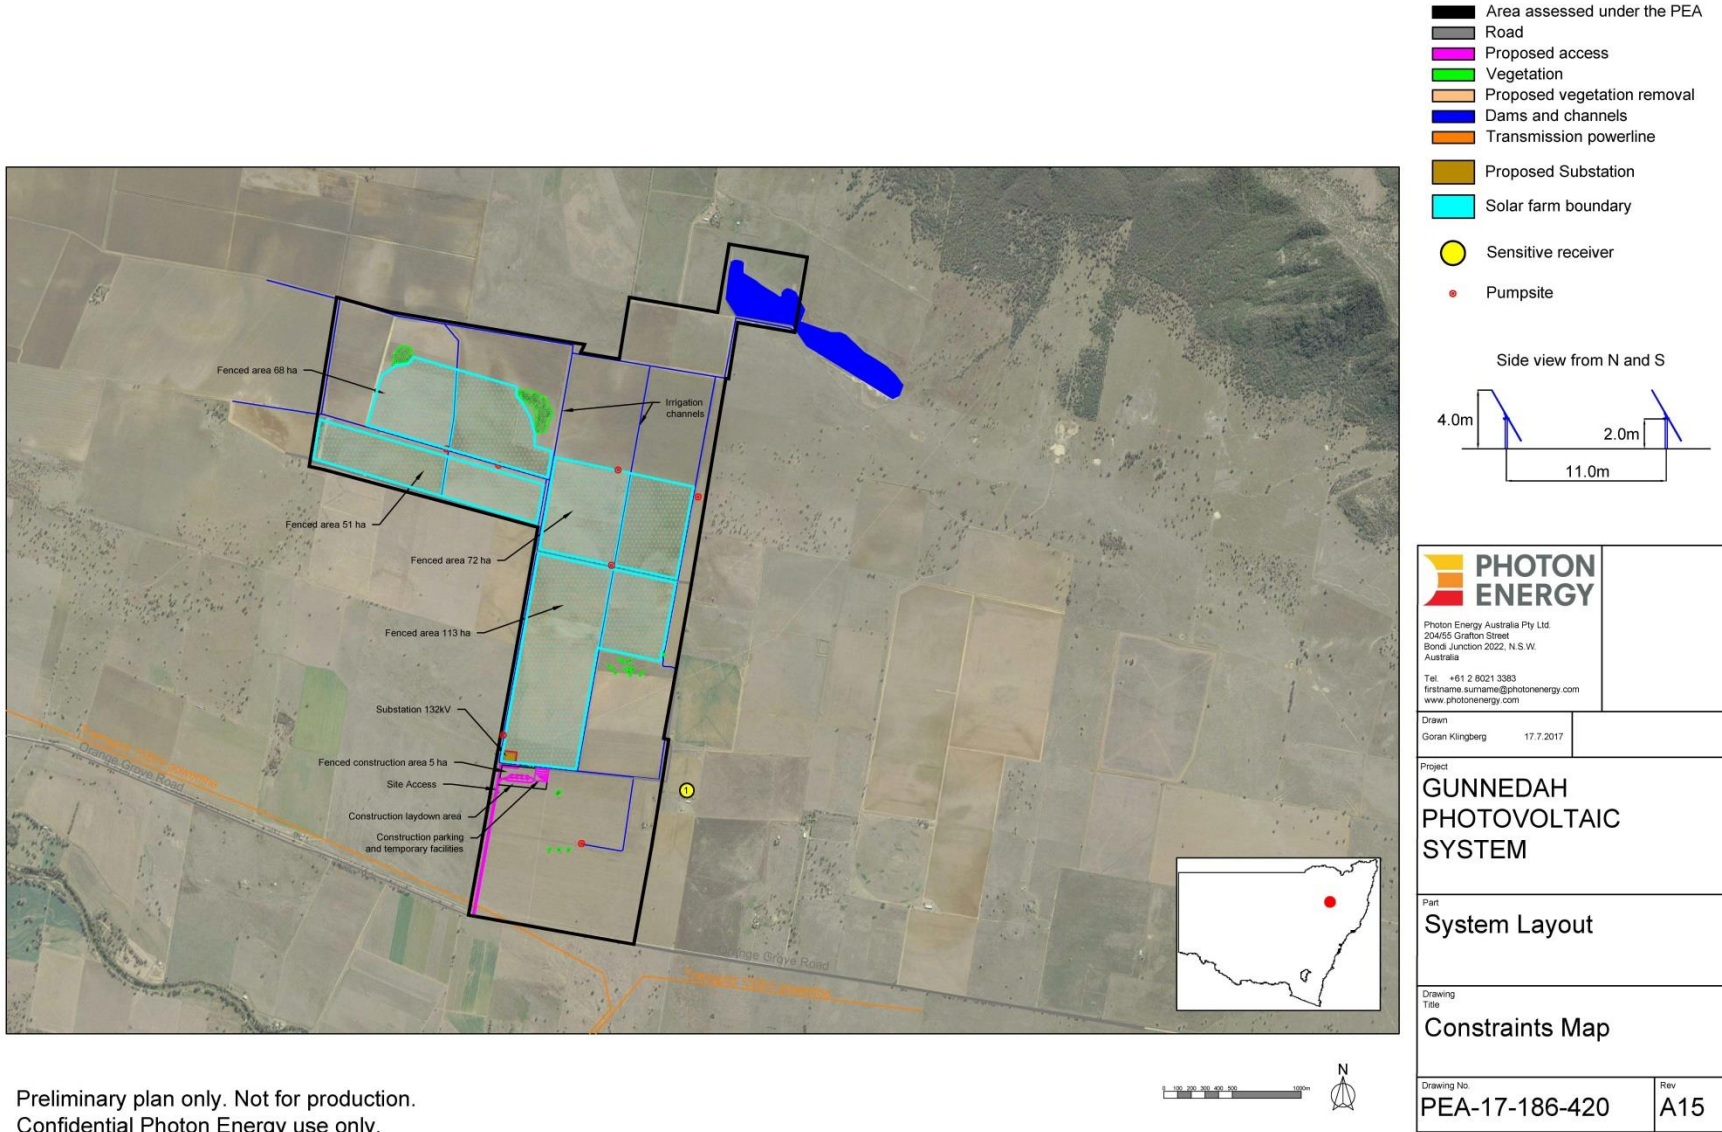 Area assessed under the PEA
Road
Proposed access
Vegetation
Proposed vegetation removal
Dams and channels
Transmission powerline
Proposed Substation
Solar farm boundary
Sensitive receiver
Pumpsite
Side view from N and S
4.0m
2.0m
11.0m
Fenced area 68 ha
Irrigation
channels
Fenced area 51 ha
Fenced area 72 ha
Fenced area 113 ha
Substation 132kV
Fenced construction area 5 ha
Site Access
Construction laydown area
Construction parking
and temporary facilities
1
Orange Grove Road
Orange Grove Road
PHOTON
ENERGY
Photon Energy Australia Pty Ltd.
204/55 Grafton Street
Bondi Junction 2022, N.S.W.
Australia
Tel. +61 2 8021 3383
firstname.surname@photonenergy.com
www.photonenergy.com
Drawn
Goran Klingberg 17.7.2017
Project
GUNNEDAH
PHOTOVOLTAIC
SYSTEM
Part
System Layout
Drawing
Title
Constraints Map
Drawing No.
PEA-17-186-420
Rev
A15
0 100 200 300 400 500 1000m
N
Preliminary plan only. Not for production.
Confidential Photon Energy use only.